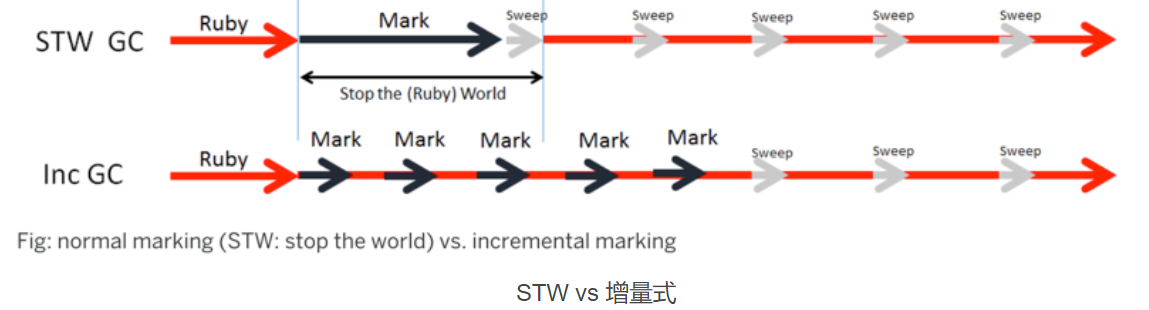 Ruby Mark Sweep Sweep Sweep Sweep Sweep
STW GC
Stop the (Ruby) World
Mark Mark Mark Mark Mark
Ruby Sweep Sweep Sweep
Inc GC
Fig: normal marking (STW: stop the world) vs. incremental marking
STW vs 增量式